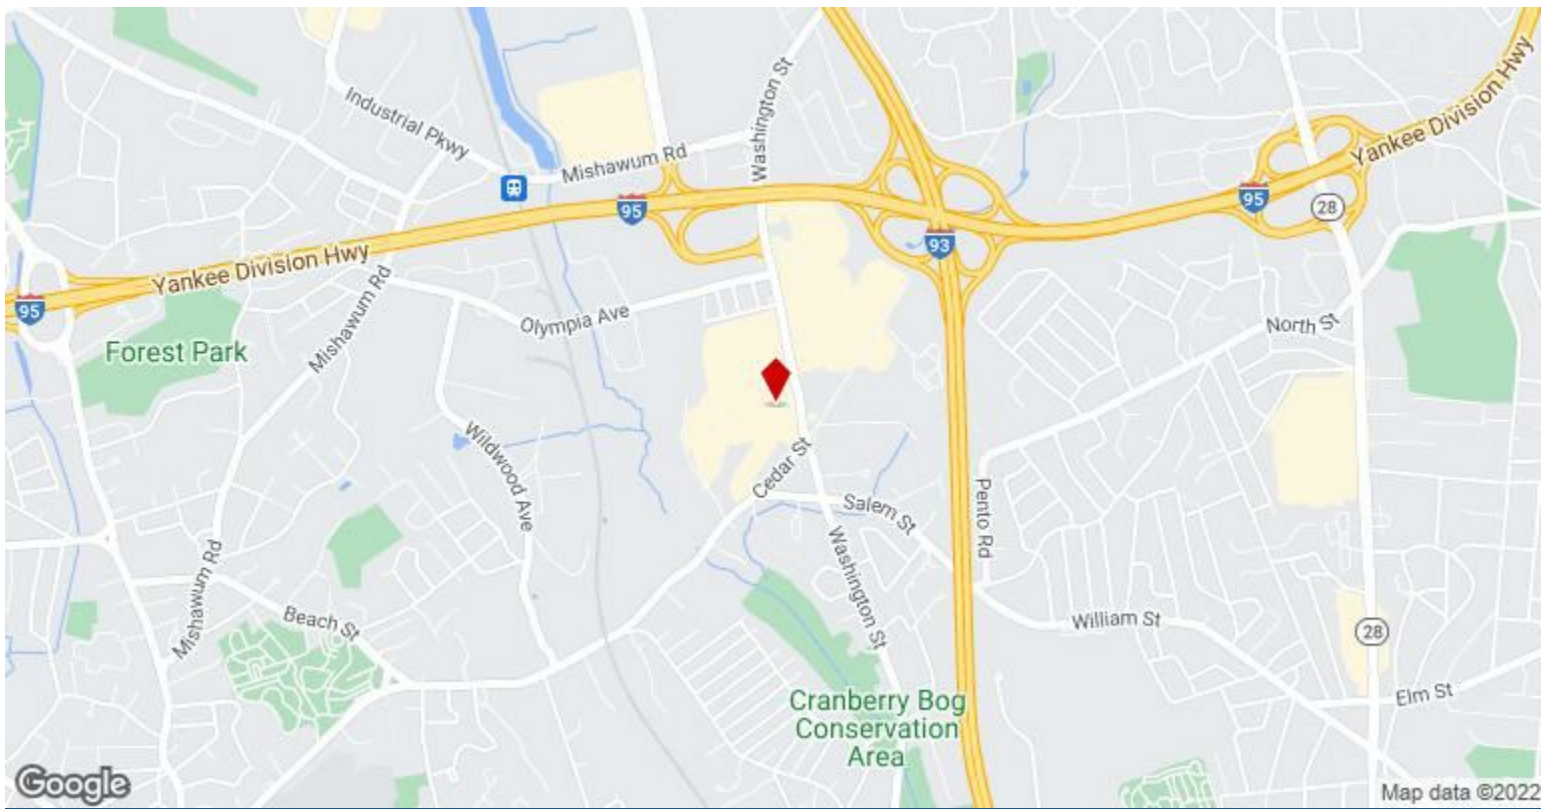 Industrial Pkwy
Washington St
Mishawum Rd
Yankee Division Hwy
95
95
28
93
Yankee Division Hwy
95
Mishawum Rd
Olympia Ave
Forest Park
North St
Wildwood Ave
Cedar St
Salem St
Pento Rd
Mishawum Rd
Washington St
Beach St
William St
28
Elm St
Cranberry Bog
Conservation
Area
Google
Map data ©2022